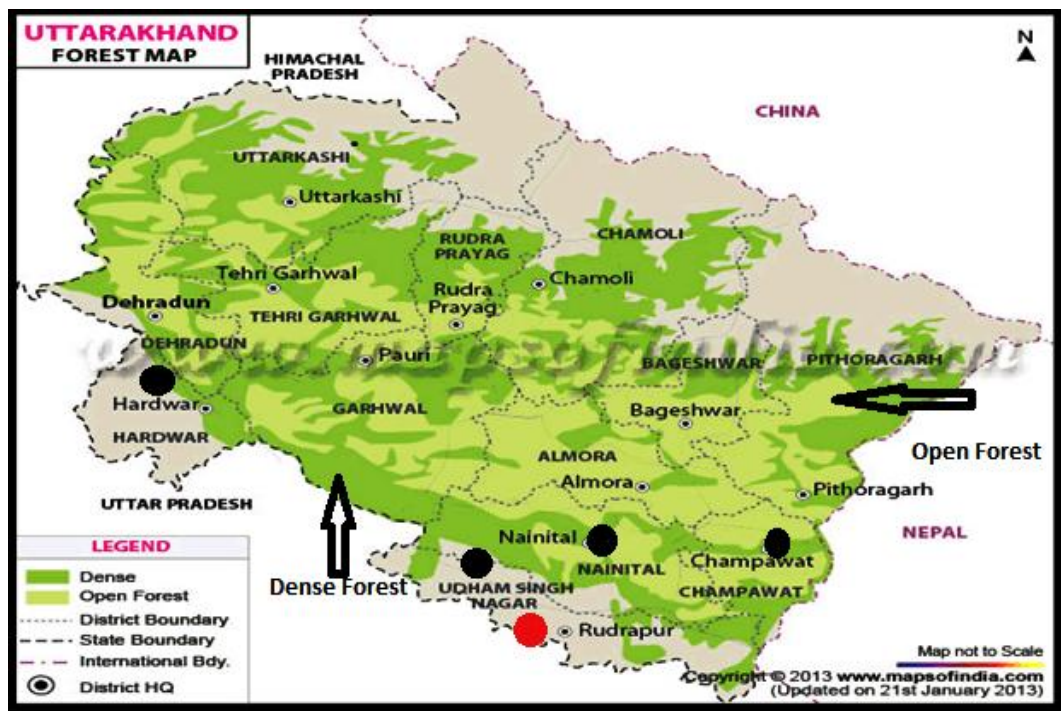 UTTARAKHAND
FOREST MAP
N
HIMACHAL
PRADESH
CHINA
UTTARKASHI
Uttarkashi
RUDRA
PRAYAG
CHAMOLI
Tehri Garhwal
Rudra
Prayag
Chamoli
Dehradun
TEHRI GARHWAL
DEHRADUN
www.mapsofindia.com
Pauri
BAGESHWAR
PITHORAGARH
Hardwar
GARHWAL
Bageshwar
HARDWAR
Open Forest
ALMORA
Almora
Pithoragarh
UTTAR PRADESH
Nainital
NEPAL
Champawat
NAINITAL
Dense Forest
UDHAM SINGH
NAGAR
CHAMPAWAT
Rudrapur
LEGEND
Dense
Open Forest
District Boundary
State Boundary
International Bdy.
District HQ
Map not to Scale
Copyright © 2013 www.mapsofindia.com
(Updated on 21st January 2013)